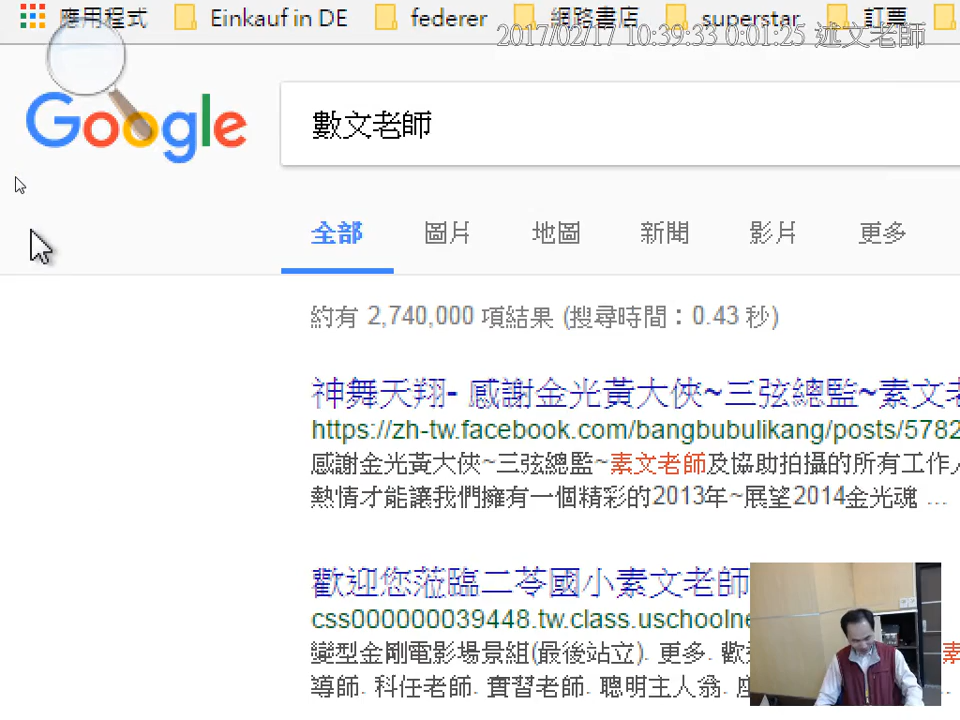 應用程式 Einkauf in DE federer 網路書店 superstar 訂票
2017/02/17 10:39:33 0:01:25 述文老師
Google 數文老師
全部 圖片 地圖 新聞 影片 更多
約有 2,740,000 項結果 (搜尋時間:0.43 秒)
神舞天翔- 感謝金光黃大俠~三弦總監~素文老
https://zh-tw.facebook.com/bangbubulikang/posts/5782
感謝金光黃大俠~三弦總監~素文老師及協助拍攝的所有工作人
熱情才能讓我們擁有一個精彩的2013年~展望2014金光魂 ...
歡迎您蒞臨二苓國小素文老師
css000000039448.tw.class.uschoolne
變型金剛電影場景組(最後站立). 更多. 歡 素
導師. 科任老師. 實習老師. 聰明主人翁.